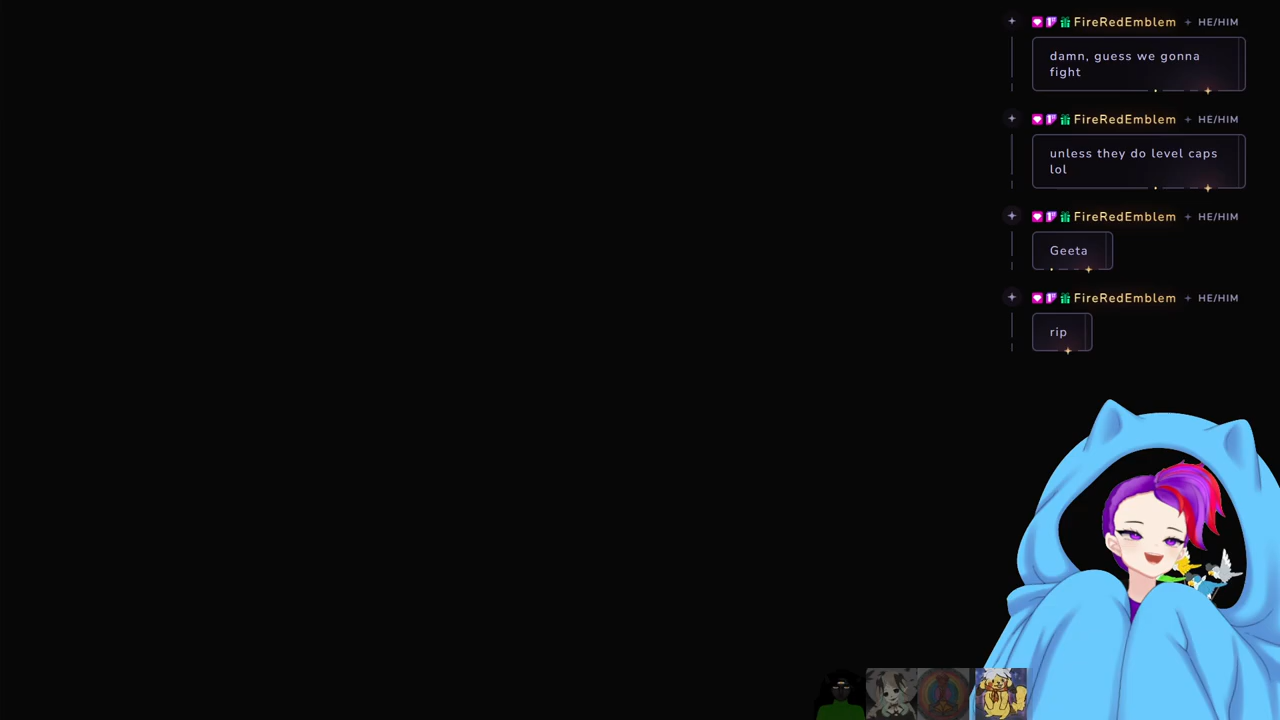 FireRedEmblem HE/HIM
damn, guess we gonna
fight
FireRedEmblem HE/HIM
unless they do level caps
lol
FireRedEmblem HE/HIM
Geeta
FireRedEmblem HE/HIM
rip